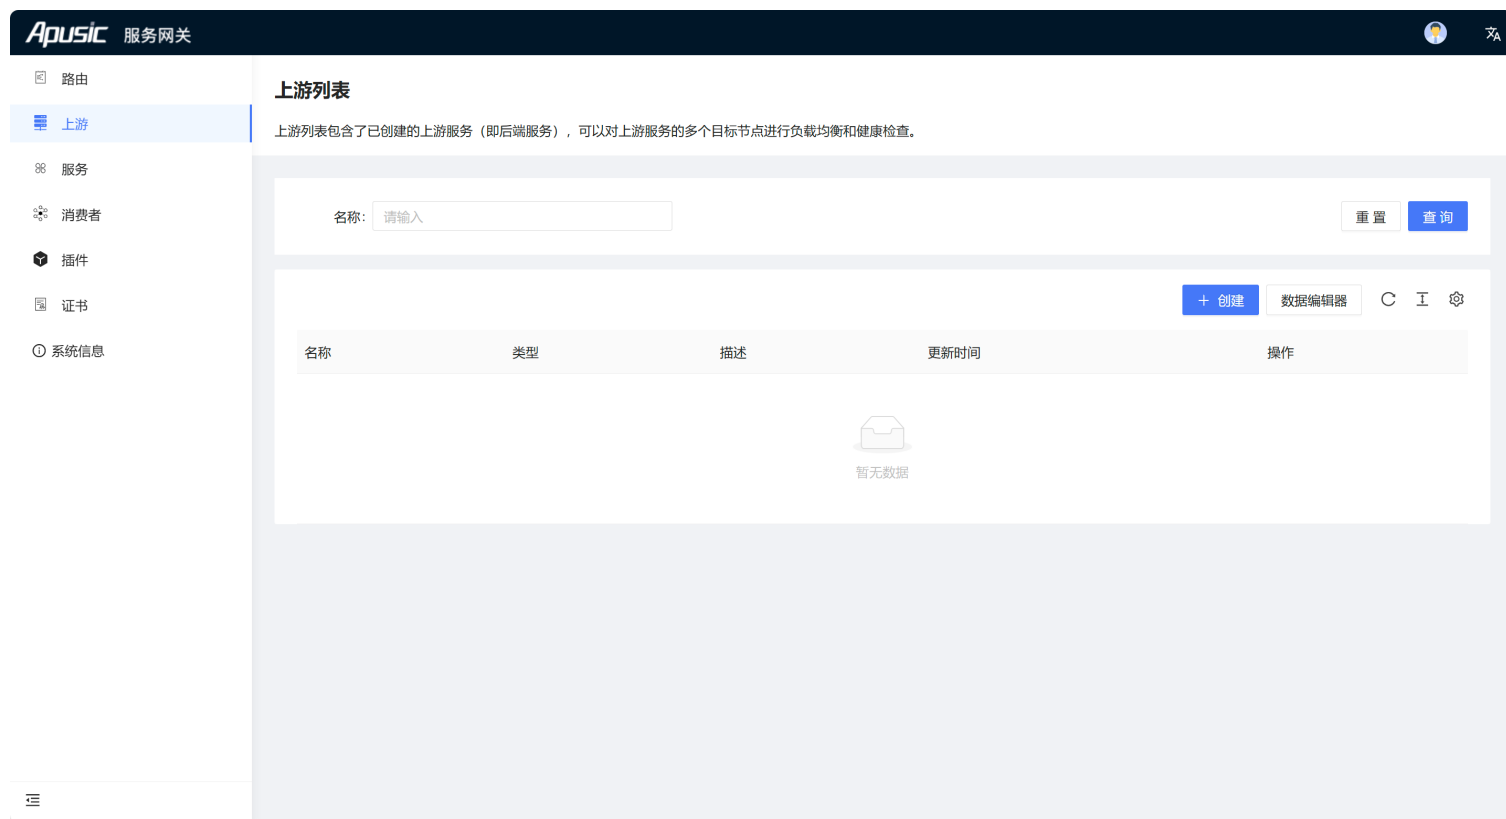 Apusic 服务网关
路由
上游
服务
消费者
插件
证书
系统信息
上游列表
上游列表包含了已创建的上游服务（即后端服务），可以对上游服务的多个目标节点进行负载均衡和健康检查。
名称: 请输入 重 置 查 询
创建 数据编辑器
名称 类型 描述 更新时间 操作
暂无数据